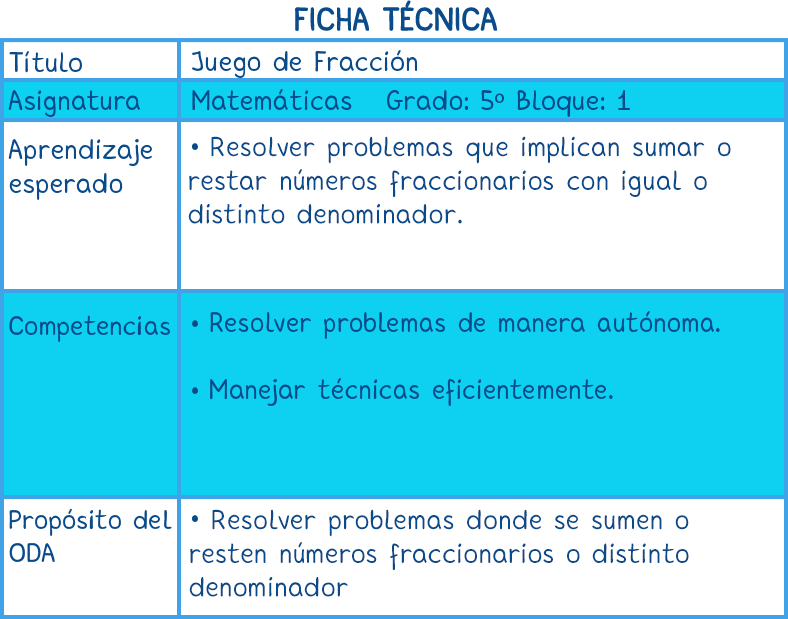 FICHA TÉCNICA
Título
Juego de Fracción
Asignatura
Matemáticas Grado: 5º Bloque: 1
Aprendizaje
esperado
• Resolver problemas que implican sumar o
restar números fraccionarios con igual o
distinto denominador.
Competencias
• Resolver problemas de manera autónoma.
• Manejar técnicas eficientemente.
Propósito del
ODA
• Resolver problemas donde se sumen o
resten números fraccionarios o distinto
denominador